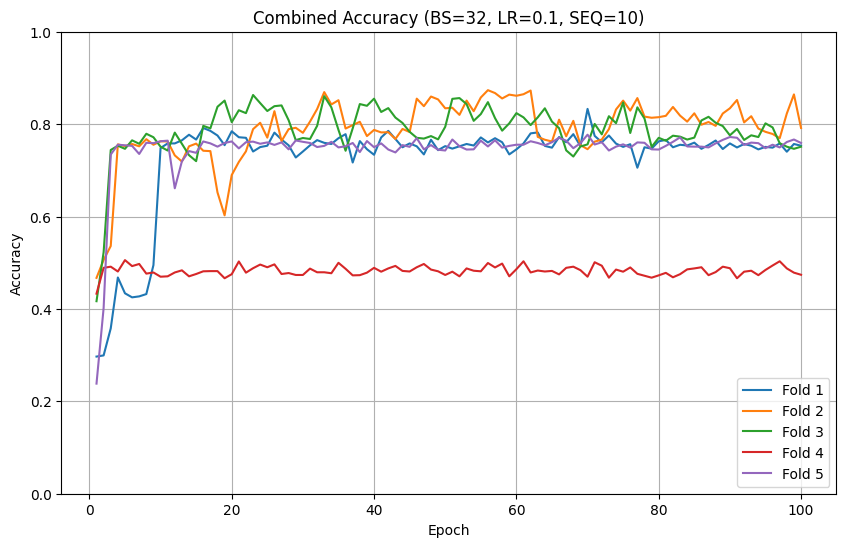 Combined Accuracy (BS=32, LR=0.1, SEQ=10)
1.0
0.8
0.6
0.4
0.2
0.0
Accuracy
0 20 40 60 80 100
Epoch
Fold 1
Fold 2
Fold 3
Fold 4
Fold 5